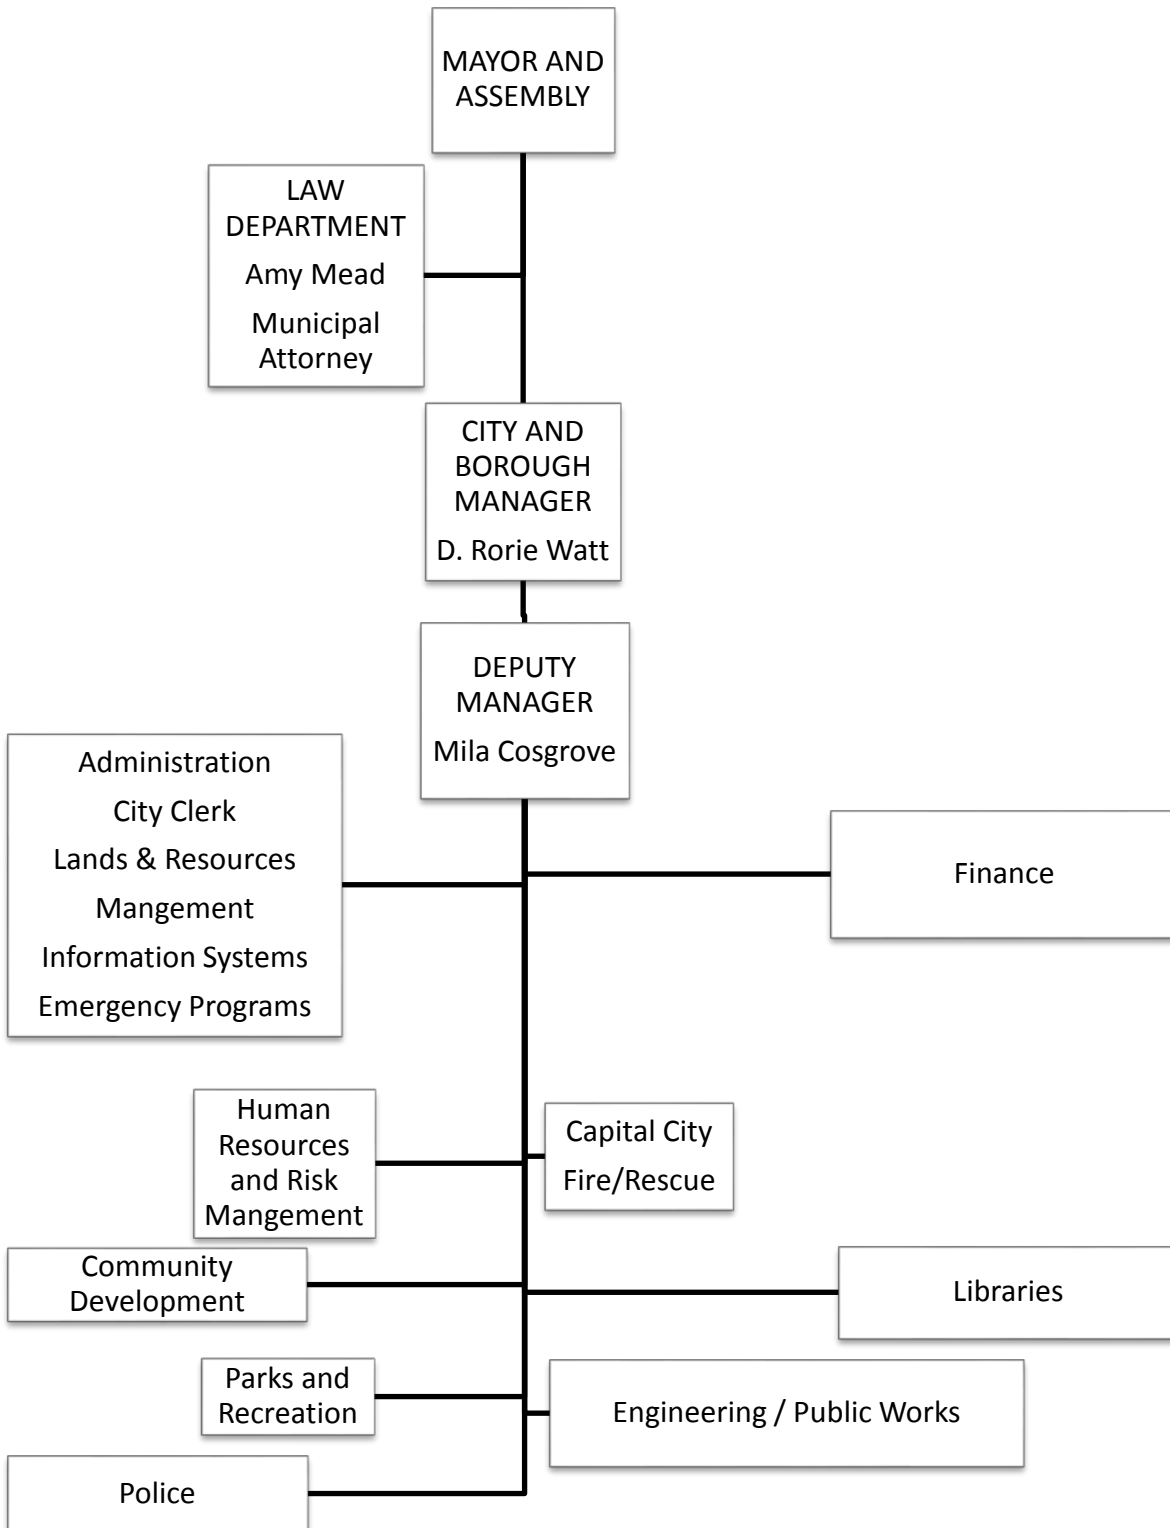 MAYOR AND
ASSEMBLY
LAW
DEPARTMENT
Amy Mead
Municipal
Attorney
CITY AND
BOROUGH
MANAGER
D. Rorie Watt
DEPUTY
MANAGER
Mila Cosgrove
Administration
City Clerk
Lands & Resources
Mangement
Information Systems
Emergency Programs
Finance
Human
Resources
and Risk
Mangement
Capital City
Fire/Rescue
Community
Development
Libraries
Parks and
Recreation
Engineering / Public Works
Police